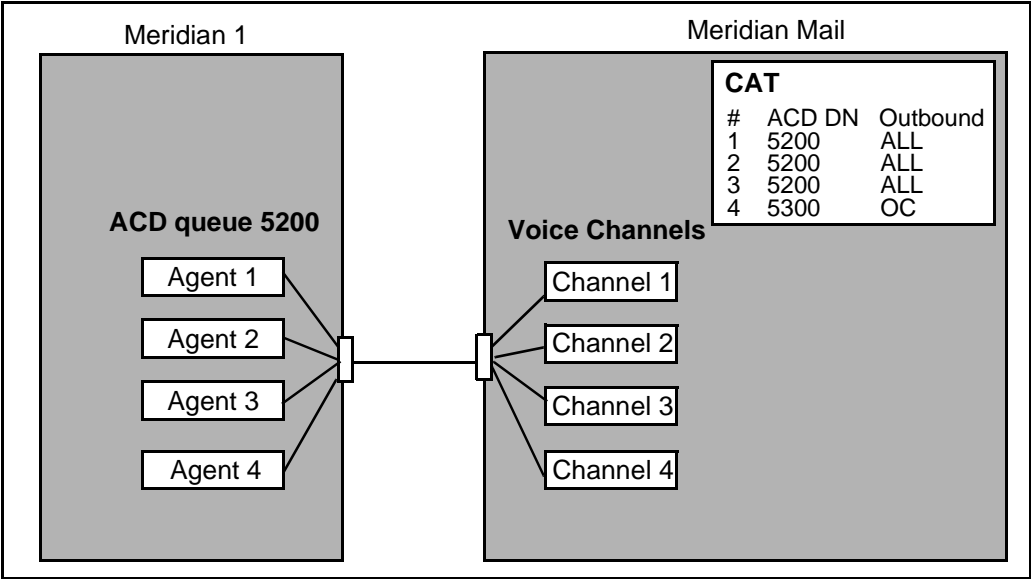 Meridian 1
Meridian Mail
CAT
# ACD DN Outbound
1 5200 ALL
2 5200 ALL
3 5200 ALL
4 5300 OC
ACD queue 5200
Agent 1
Agent 2
Agent 3
Agent 4
Voice Channels
Channel 1
Channel 2
Channel 3
Channel 4